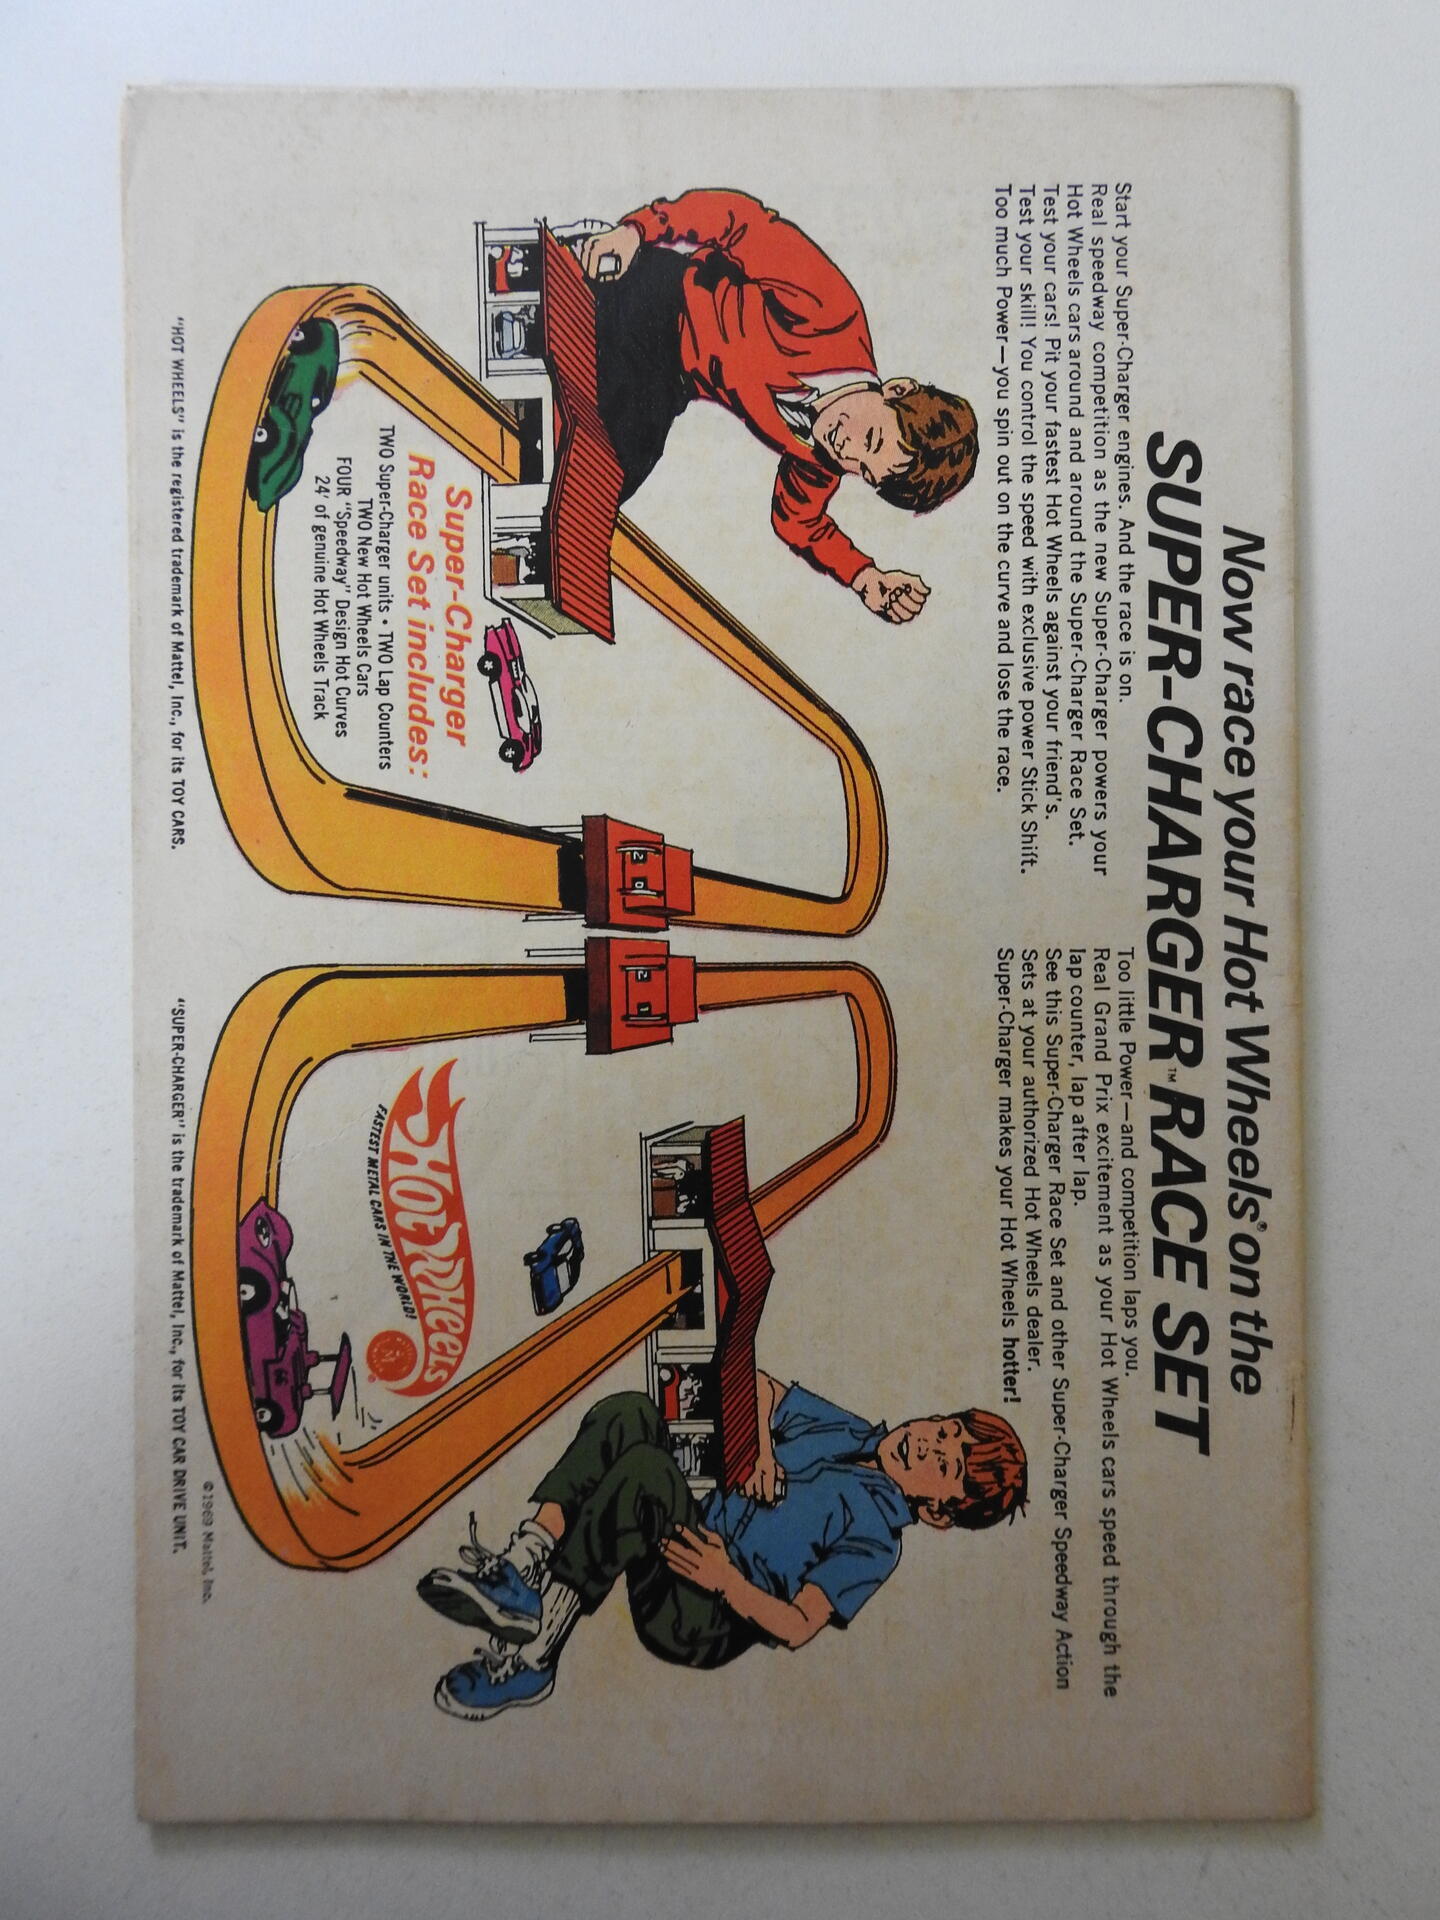 Now race your Hot Wheels® on the
SUPER-CHARGER™ RACE SET
Start your Super-Charger engines. And the race is on.
Real speedway competition as the new Super-Charger powers your
Hot Wheels cars around and around the Super-Charger Race Set.
Test your cars! Pit your fastest Hot Wheels against your friend's.
Test your skill! You control the speed with exclusive power Stick Shift.
Too much Power—you spin out on the curve and lose the race.
Too little Power—and competition laps you.
Real Grand Prix excitement as your Hot Wheels cars speed through the
lap counter, lap after lap.
See this Super-Charger Race Set and other Super-Charger Speedway Action
Sets at your authorized Hot Wheels dealer.
Super-Charger makes your Hot Wheels hotter!
2 0
2 1
Super-Charger
Race Set includes:
TWO Super-Charger units • TWO Lap Counters
TWO New Hot Wheels Cars
FOUR "Speedway" Design Hot Curves
24' of genuine Hot Wheels Track
Hot Wheels
®
FASTEST METAL CARS IN THE WORLD!
©1969 Mattel, Inc.
"HOT WHEELS" is the registered trademark of Mattel, Inc., for its TOY CARS.
"SUPER-CHARGER" is the trademark of Mattel, Inc., for its TOY CAR DRIVE UNIT.